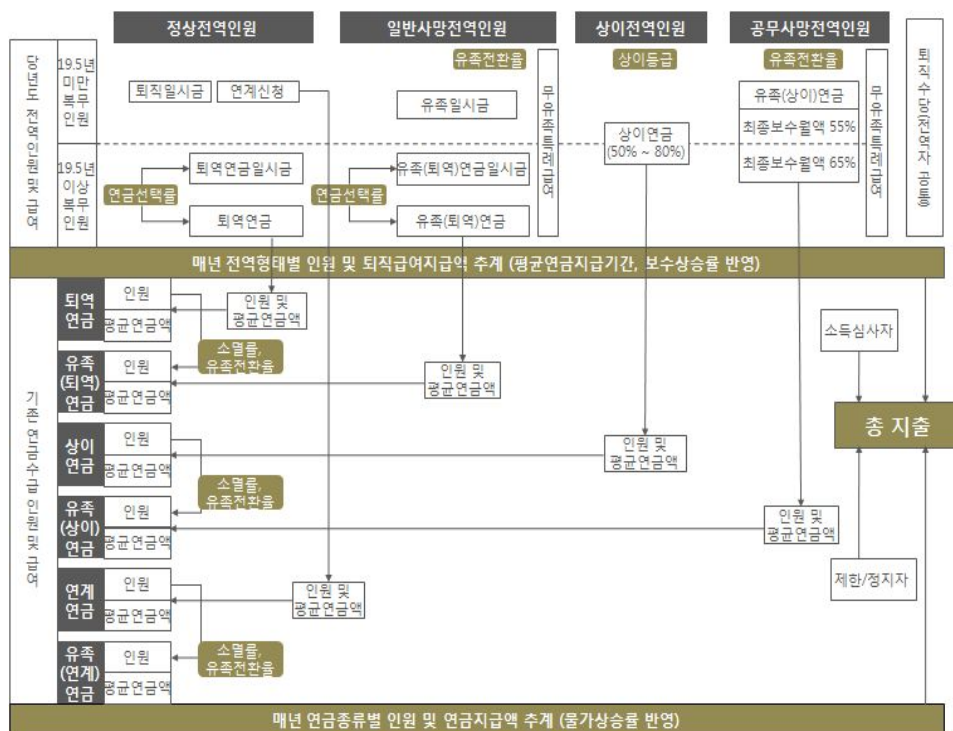 정상전역인원
일반사망전역인원
상이전역인원
공무사망전역인원
당년도 전역인원 및 급여
19.5년
미만
복무
인원
퇴직일시금
연계신청
유족전환율
유족일시금
무유족특례급여
상이등급
상이연금
(50% ~ 80%)
유족전환율
유족(상이)연금
최종보수월액 55%
최종보수월액 65%
무유족특례급여
퇴직수당(전역자 공통)
19.5년
이상
복무
인원
연금선택률
퇴역연금일시금
퇴역연금
연금선택률
유족(퇴역)연금일시금
유족(퇴역)연금
매년 전역형태별 인원 및 퇴직급여지급액 추계 (평균연금지급기간, 보수상승률 반영)
기존 연금수급 인원 및 급여
퇴역
연금
인원
평균연금액
인원 및
평균연금액
소멸률,
유족전환율
유족
(퇴역)
연금
인원
평균연금액
인원 및
평균연금액
소득심사자
총 지출
상이
연금
인원
평균연금액
인원 및
평균연금액
소멸률,
유족전환율
유족
(상이)
연금
인원
평균연금액
인원 및
평균연금액
제한/정지자
연계
연금
인원
평균연금액
인원 및
평균연금액
소멸률,
유족전환율
유족
(연계)
연금
인원
평균연금액
매년 연금종류별 인원 및 연금지급액 추계 (물가상승률 반영)